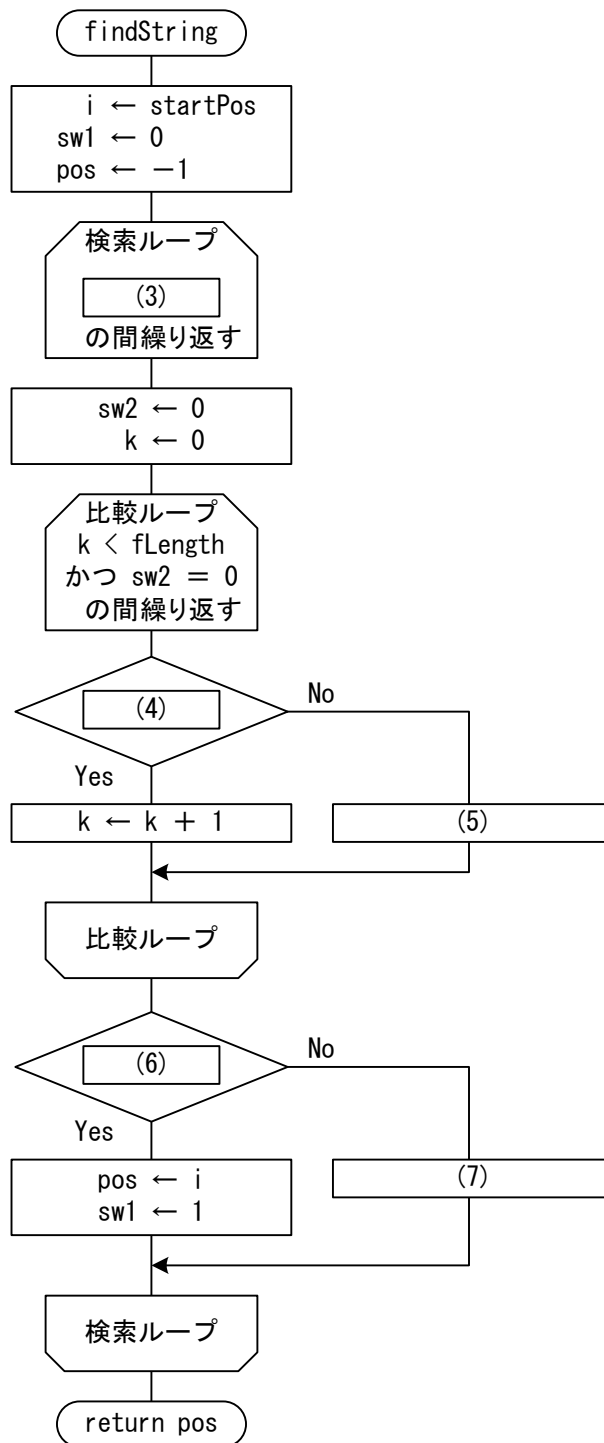 findString
i ← startPos
sw1 ← 0
pos ← －1
検索ループ
(3)
の間繰り返す
sw2 ← 0
k ← 0
比較ループ
k < fLength
かつ sw2 = 0
の間繰り返す
(4)
No
Yes
k ← k + 1
(5)
比較ループ
(6)
No
Yes
pos ← i
sw1 ← 1
(7)
検索ループ
return pos